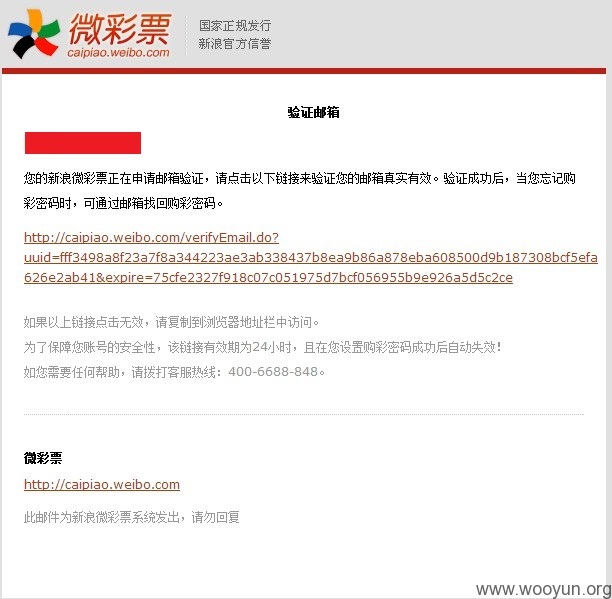 微彩票
caipiao.weibo.com
国家正规发行
新浪官方信誉
验证邮箱
您的新浪微彩票正在申请邮箱验证，请点击以下链接来验证您的邮箱真实有效。验证成功后，当您忘记购
彩密码时，可通过邮箱找回购彩密码。
http://caipiao.weibo.com/verifyEmail.do?
uuid=fff3498a8f23a7f8a344223ae3ab338437b8ea9b86a878eba608500d9b187308bcf5efa
626e2ab41&expire=75cfe2327f918c07c051975d7bcf056955b9e926a5d5c2ce
如果以上链接点击无效，请复制到浏览器地址栏中访问。
为了保障您账号的安全性，该链接有效期为24小时，且在您设置购彩密码成功后自动失效！
如您需要任何帮助，请拨打客服热线：400-6688-848。
微彩票
http://caipiao.weibo.com
此邮件为新浪微彩票系统发出，请勿回复
www.wooyun.org